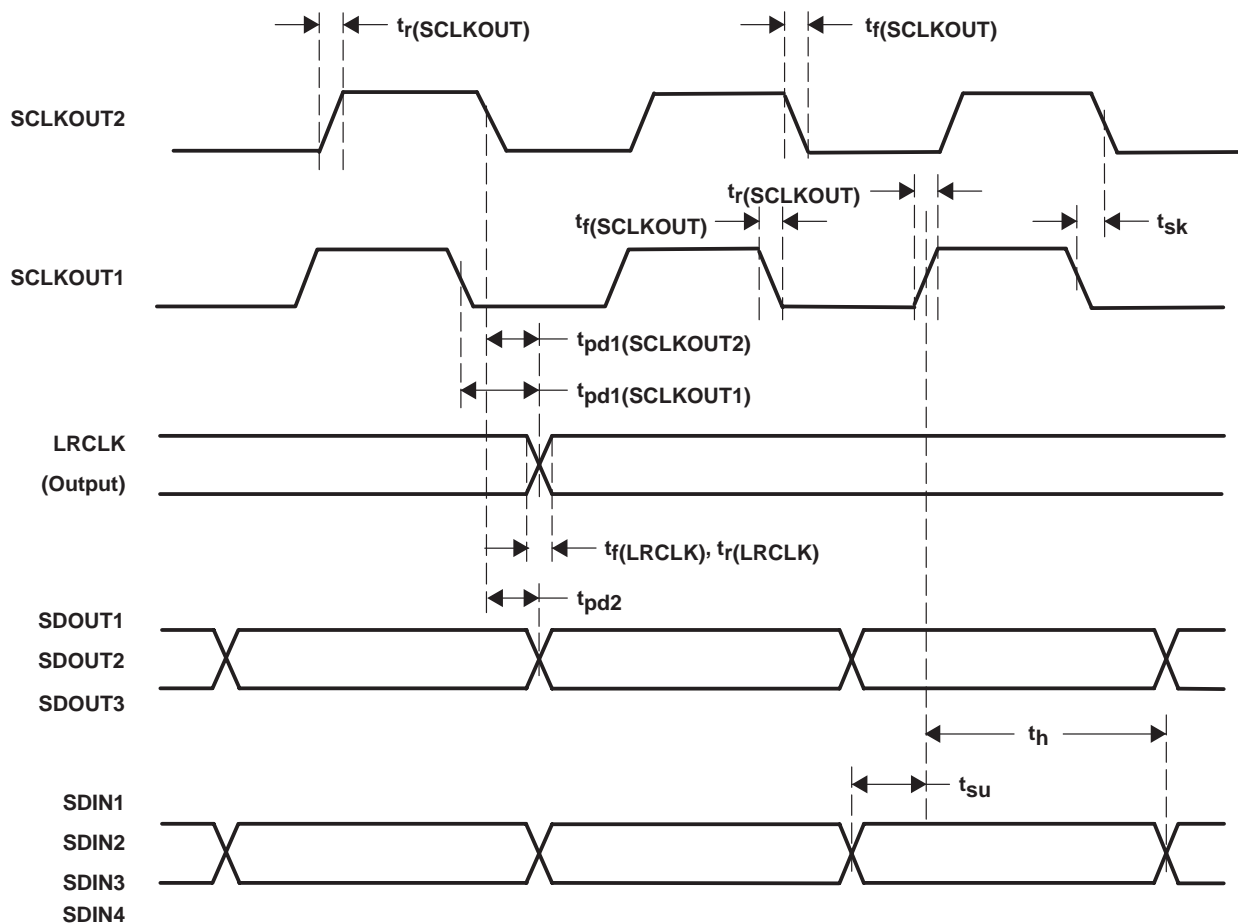 tr(SCLKOUT)
tf(SCLKOUT)
SCLKOUT2
tr(SCLKOUT)
tf(SCLKOUT)
tsk
SCLKOUT1
tpd1(SCLKOUT2)
tpd1(SCLKOUT1)
LRCLK
(Output)
tf(LRCLK), tr(LRCLK)
tpd2
SDOUT1
SDOUT2
SDOUT3
th
tsu
SDIN1
SDIN2
SDIN3
SDIN4